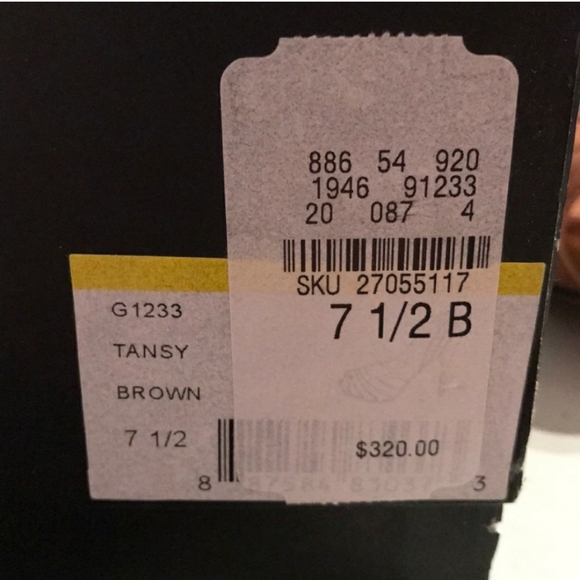 886 54 920
1946 91233
20 087 4
SKU 27055117
7 1/2 B
G1233
TANSY
BROWN
7 1/2
$320.00
8 3